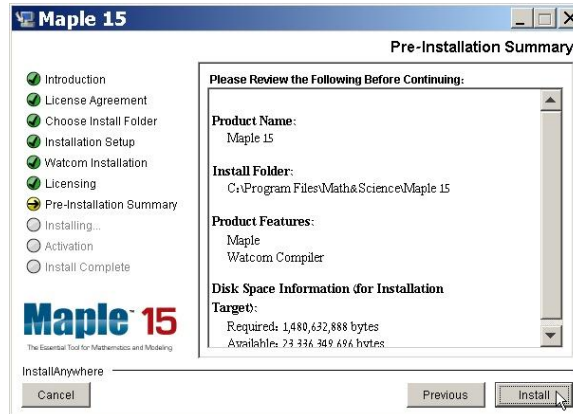 Maple 15
Pre-Installation Summary
Introduction
License Agreement
Choose Install Folder
Installation Setup
Watcom Installation
Licensing
Pre-Installation Summary
Installing...
Activation
Install Complete
Maple™ 15
The Essential Tool for Mathematics and Modeling
Please Review the Following Before Continuing:
Product Name:
Maple 15
Install Folder:
C:\Program Files\Math&Science\Maple 15
Product Features:
Maple
Watcom Compiler
Disk Space Information (for Installation
Target):
Required: 1,480,632,888 bytes
Available: 23 336 349 696 bytes
InstallAnywhere
Cancel
Previous
Install